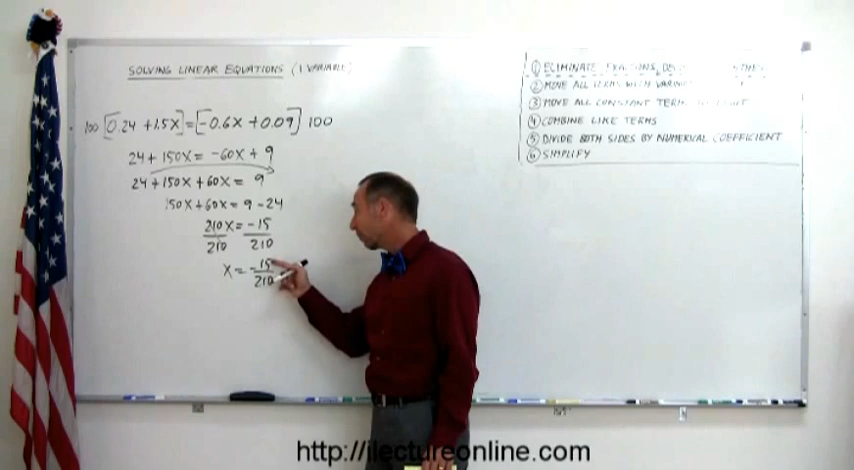 SOLVING LINEAR EQUATIONS (1 VARIABLE)
100 [0.24 + 1.5X] = [-0.6X + 0.09] 100
24 + 150X = -60X + 9
24 + 150X + 60X = 9
150X + 60X = 9 - 24
210X = -15
210 210
X = -15
210
① ELIMINATE
② MOVE ALL TERMS WITH
③ MOVE ALL CONSTANT
④ COMBINE LIKE TERMS
⑤ DIVIDE BOTH SIDES BY NUMERICAL COEFFICIENT
⑥ SIMPLIFY
http://ilectureonline.com